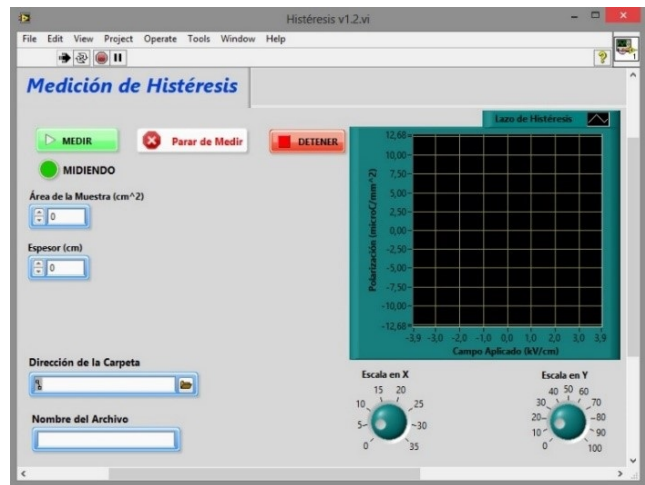 Histéresis v1.2.vi
File Edit View Project Operate Tools Window Help
Medición de Histéresis
MEDIR
Parar de Medir
DETENER
MIDIENDO
Área de la Muestra (cm^2)
0
Espesor (cm)
0
Dirección de la Carpeta
Nombre del Archivo
Lazo de Histéresis
Polarización (microC/mm^2)
12,68
10,00
7,50
5,00
2,50
0,00
-2,50
-5,00
-7,50
-10,00
-12,68
-3,9 -3,0 -2,0 -1,0 0,0 1,0 2,0 3,0 3,9
Campo Aplicado (kV/cm)
Escala en X
0 5 10 15 20 25 30 35
Escala en Y
0 10 20 30 40 50 60 70 80 90 100